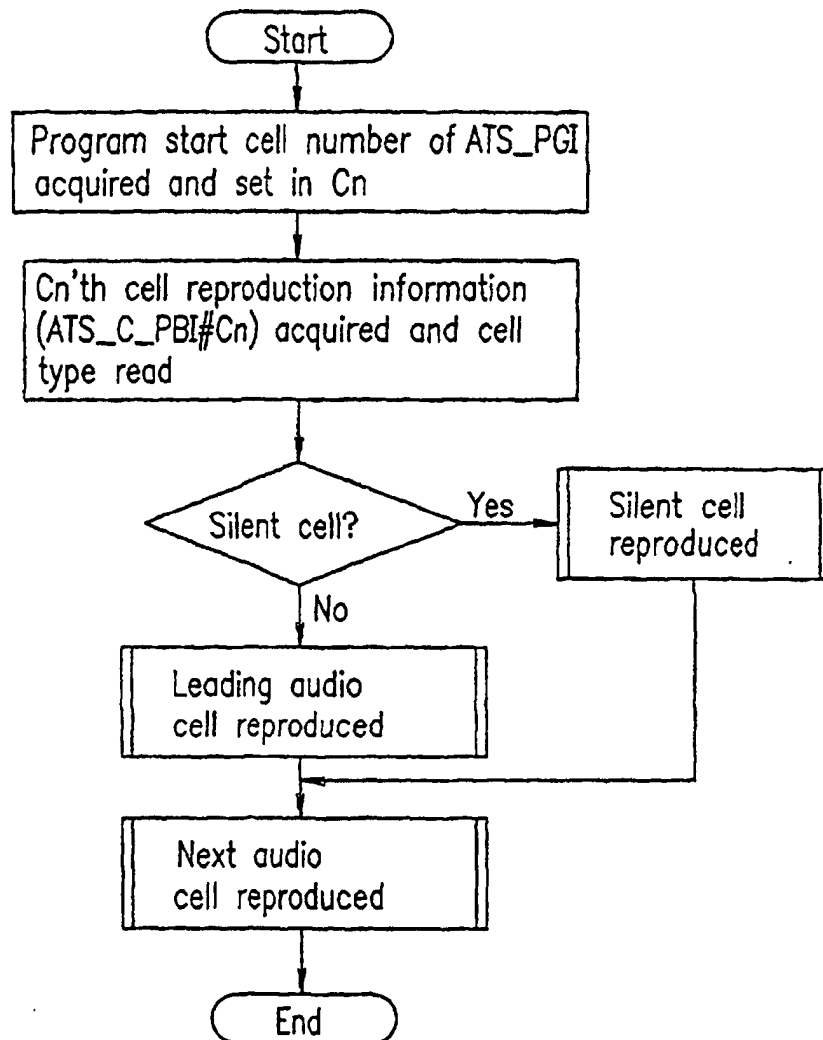 Start
Program start cell number of ATS_PGI
acquired and set in Cn
Cn'th cell reproduction information
(ATS_C_PBI#Cn) acquired and cell
type read
Silent cell?
Yes
Silent cell
reproduced
No
Leading audio
cell reproduced
Next audio
cell reproduced
End